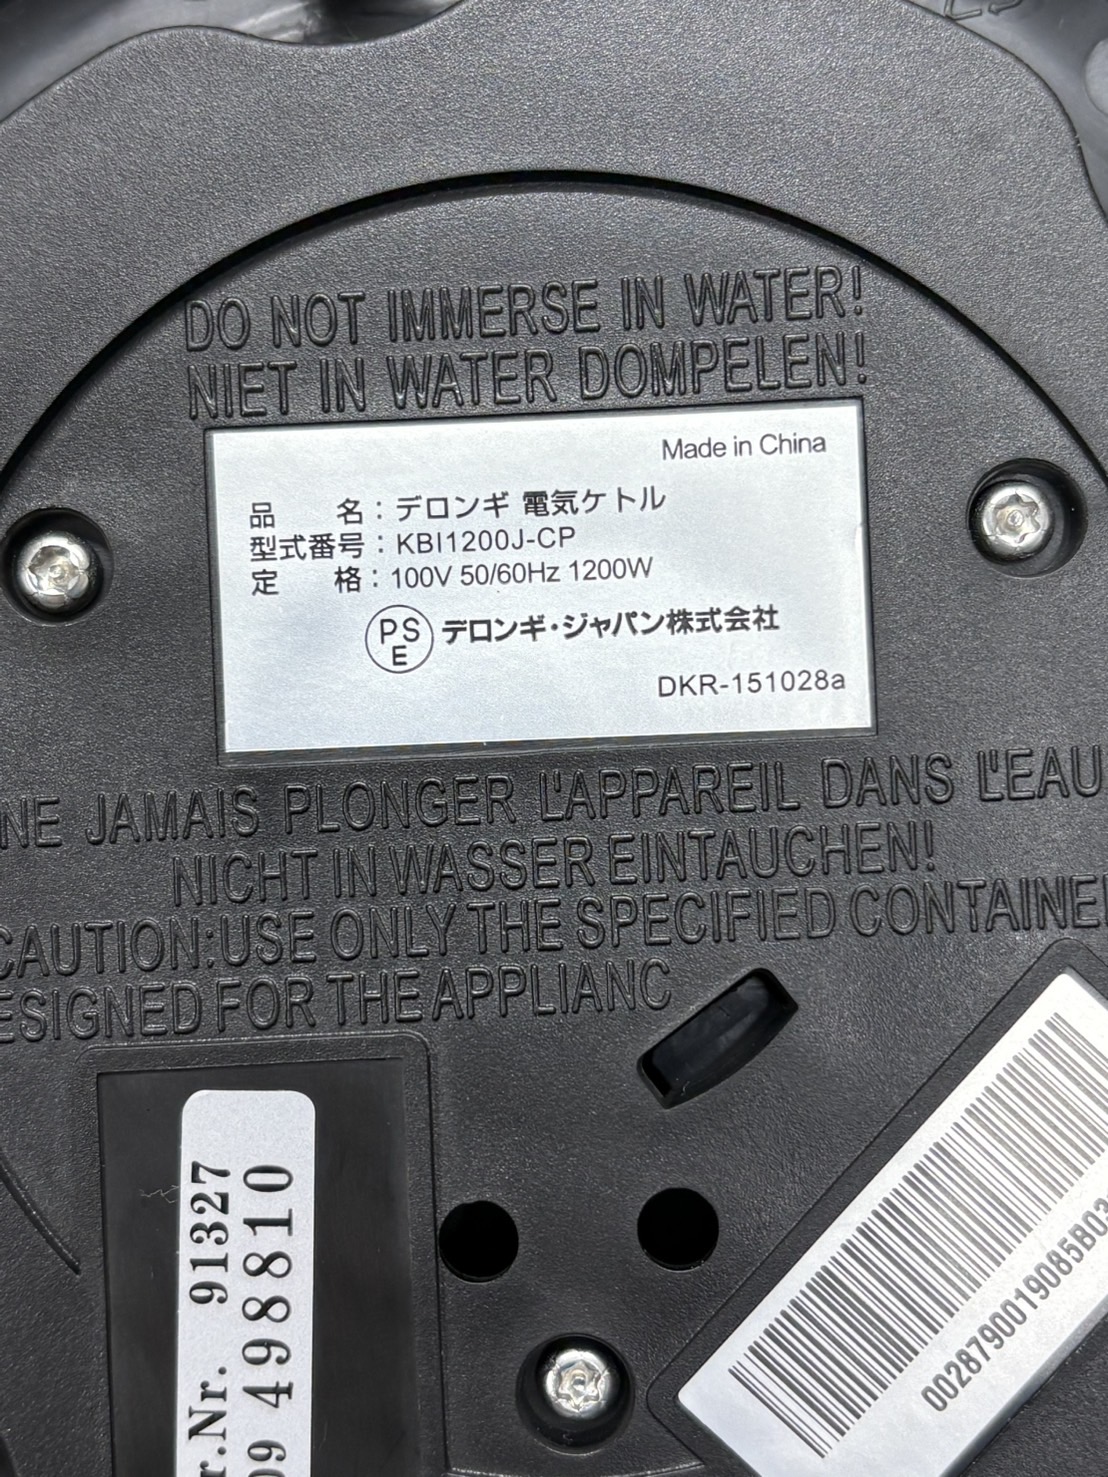 DO NOT IMMERSE IN WATER!
NIET IN WATER DOMPELEN!
Made in China
品 名：デロンギ 電気ケトル
型式番号：KBI1200J-CP
定 格：100V 50/60Hz 1200W
PS
E
デロンギ・ジャパン株式会社
DKR-151028a
NE JAMAIS PLONGER L'APPAREIL DANS L'EAU
NICHT IN WASSER EINTAUCHEN!
CAUTION:USE ONLY THE SPECIFIED CONTAINER
ESIGNED FOR THE APPLIANC
r.Nr. 91327
09 498810
0028790019085B03